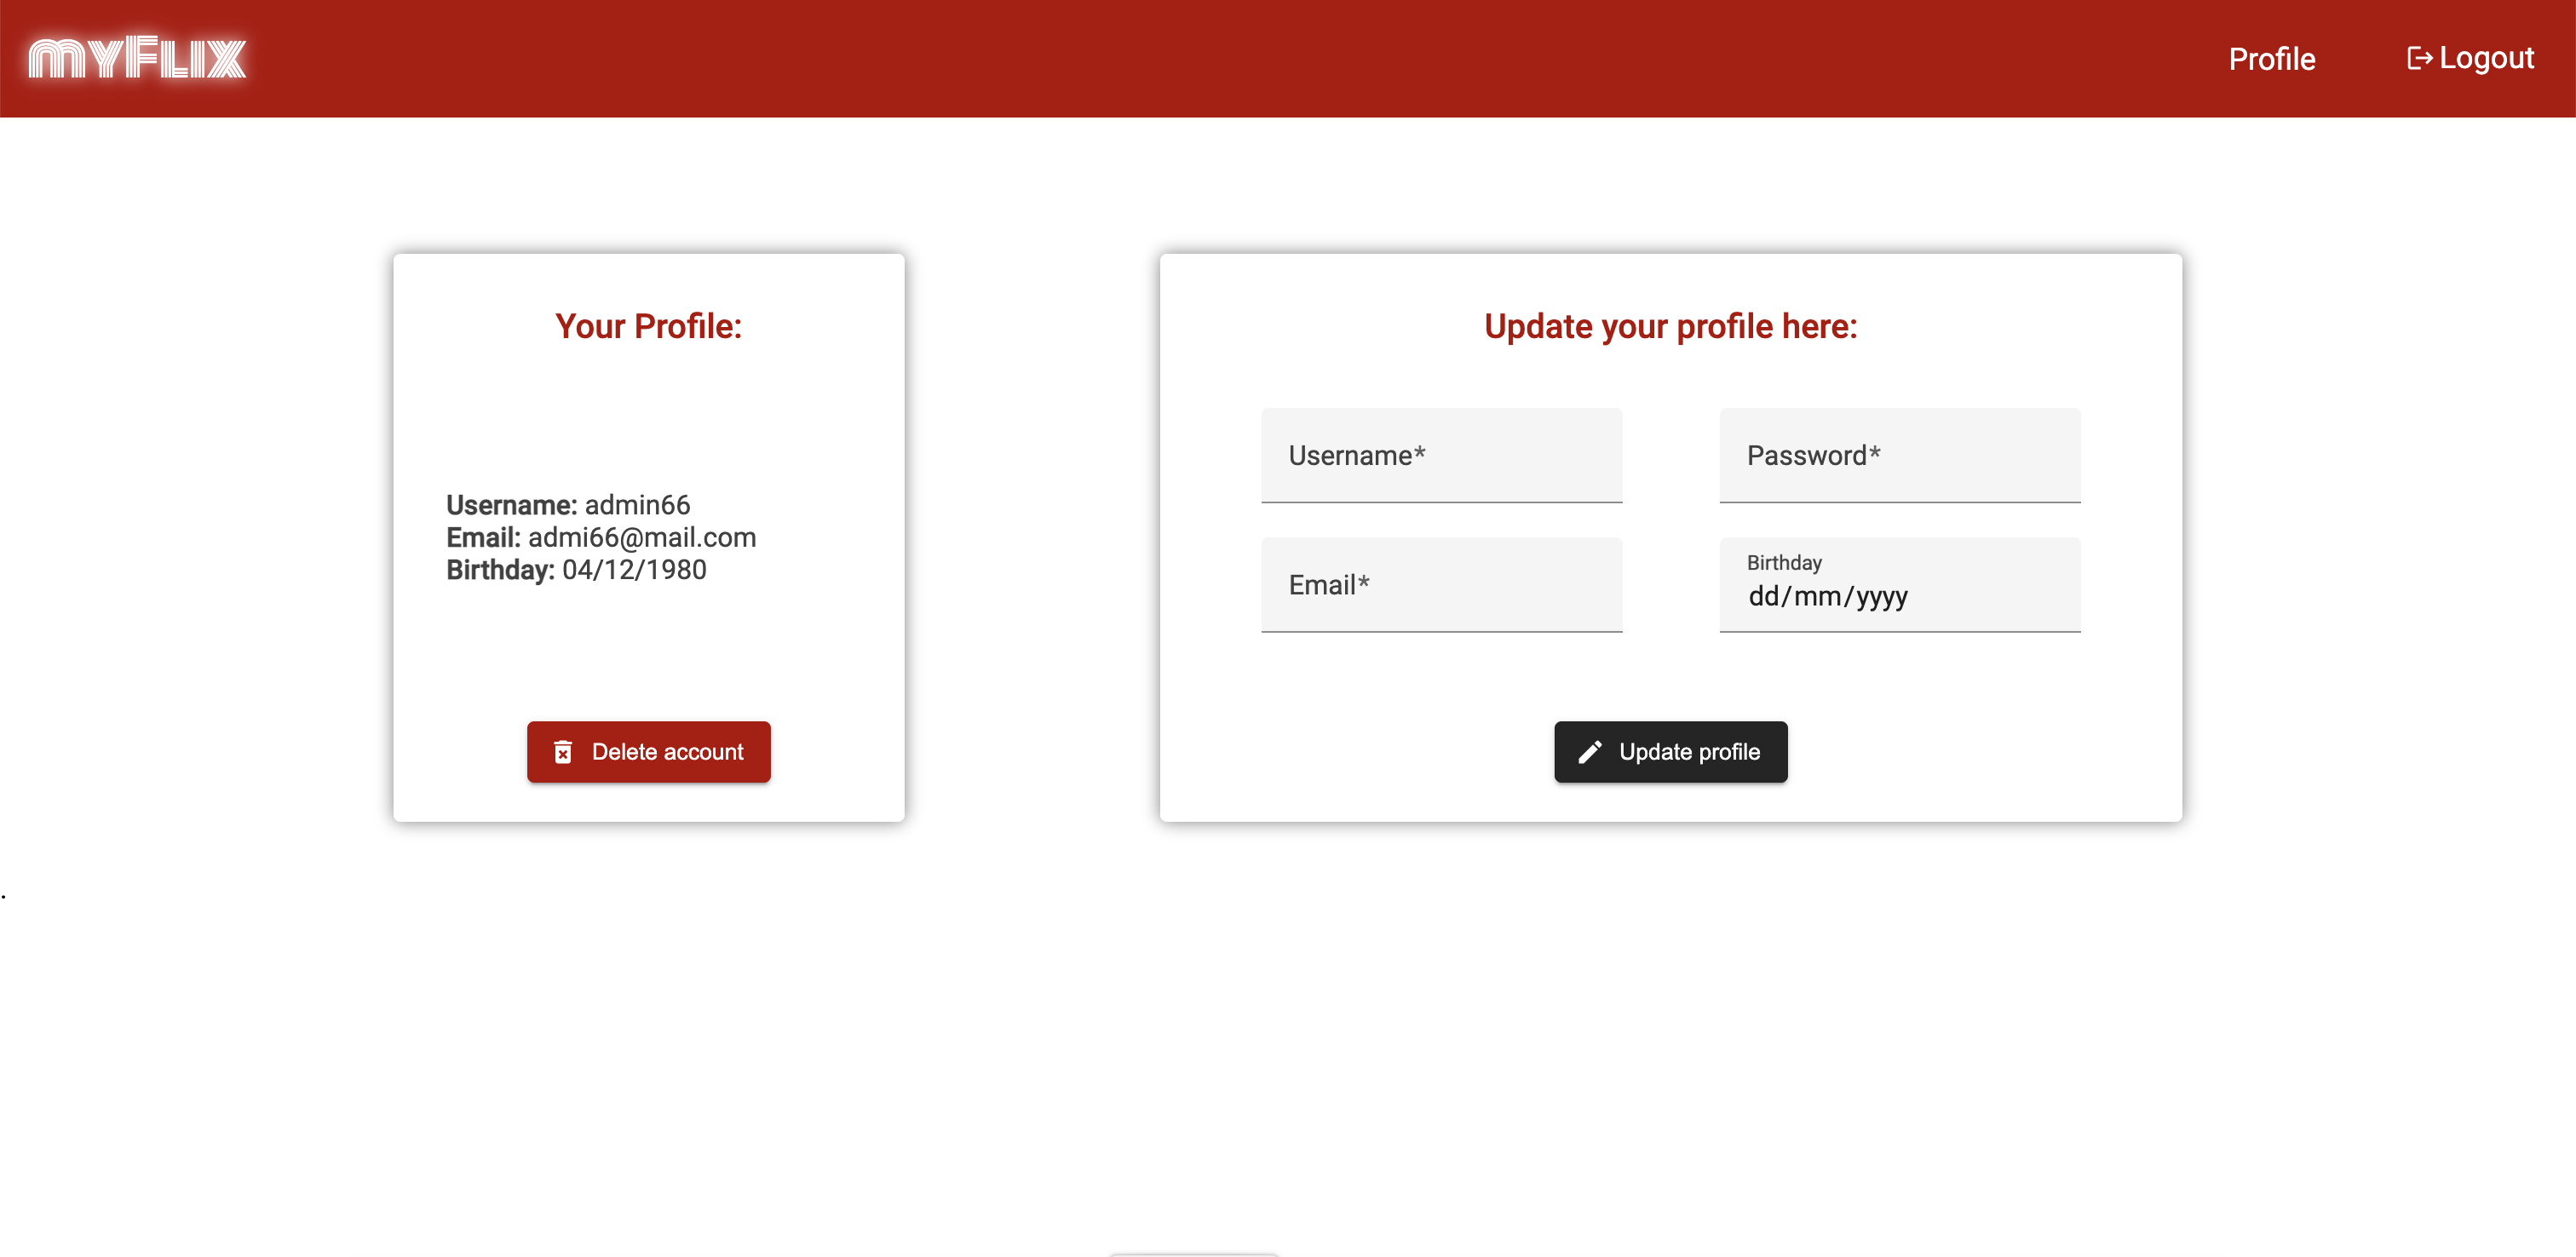 myFlix
Profile
Logout
Your Profile:
Username: admin66
Email: admi66@mail.com
Birthday: 04/12/1980
Delete account
Update your profile here:
Username*
Password*
Email*
Birthday
dd/mm/yyyy
Update profile
.